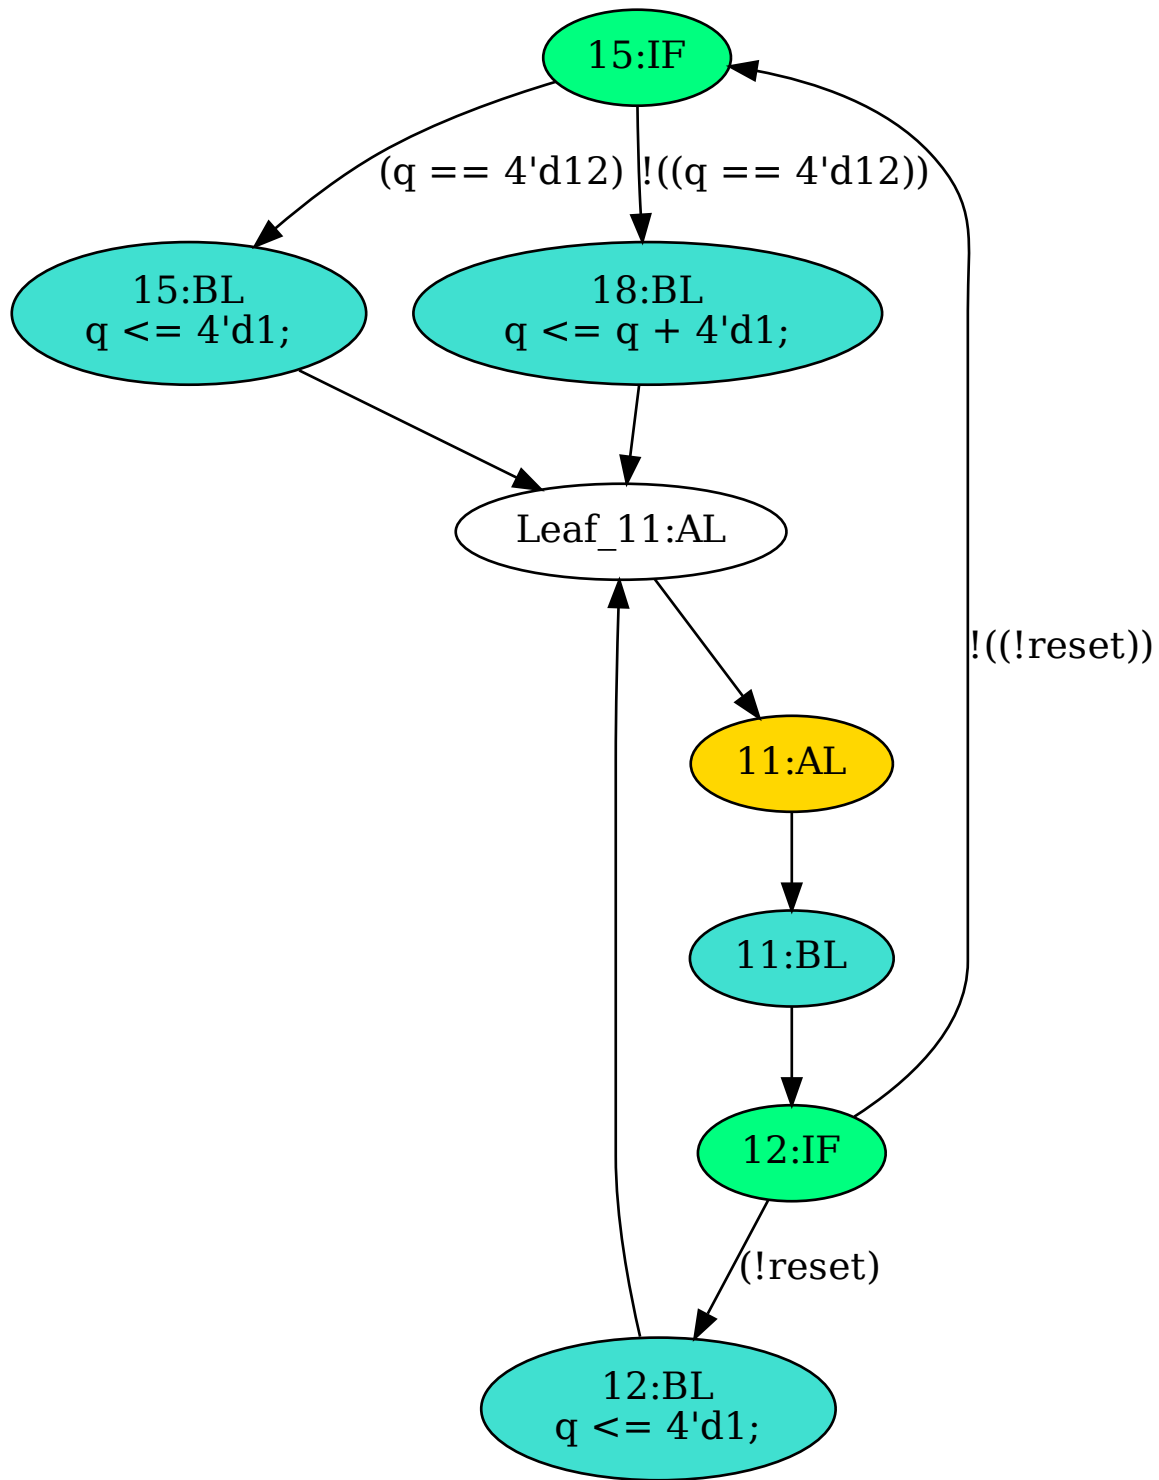 15:IF
(q == 4'd12)
!((q == 4'd12))
15:BL
q <= 4'd1;
18:BL
q <= q + 4'd1;
Leaf_11:AL
!((!reset))
11:AL
11:BL
12:IF
(!reset)
12:BL
q <= 4'd1;